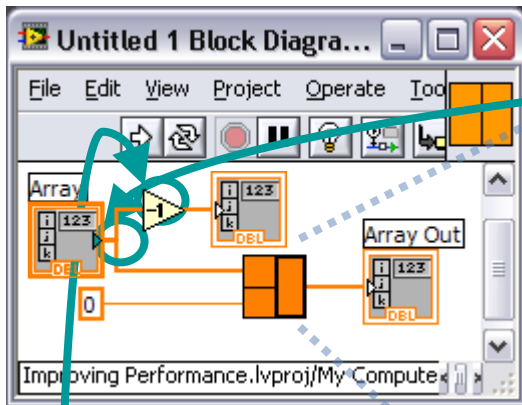 Untitled 1 Block Diagra...
File Edit View Project Operate Too
Array
i 123
j
k
DBL
-1
i 123
j
k
DBL
Array Out
i 123
j
k
DBL
0
Improving Performance.lvproj/My Compute